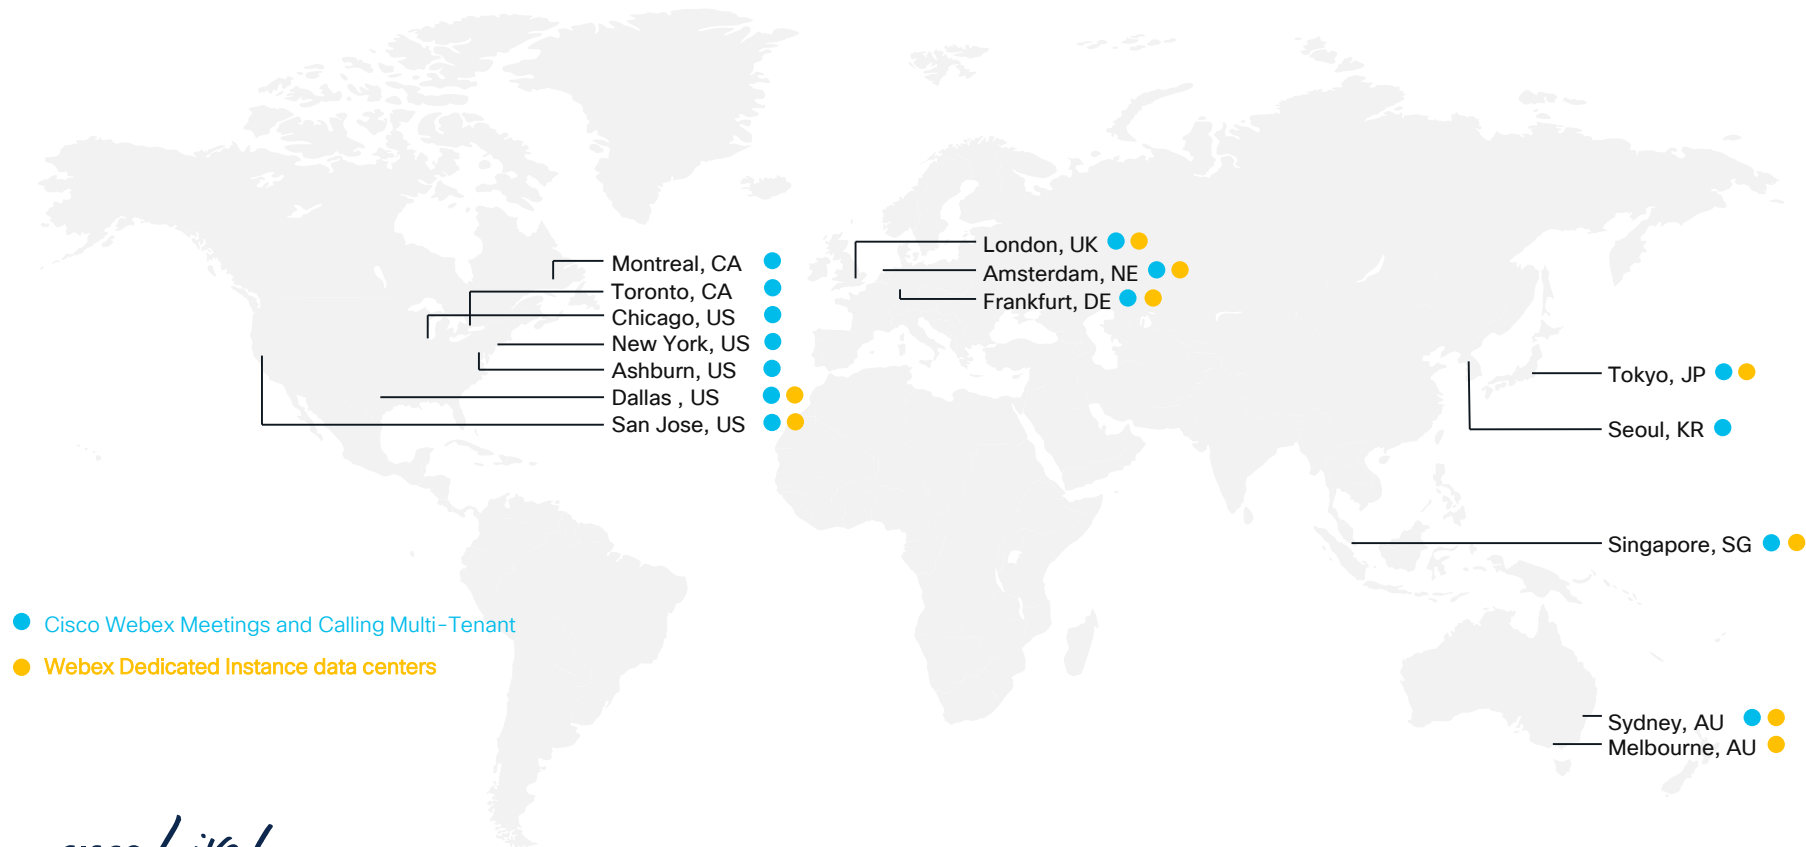 Montreal, CA
Toronto, CA
Chicago, US
New York, US
Ashburn, US
Dallas , US
San Jose, US
London, UK
Amsterdam, NE
Frankfurt, DE
Tokyo, JP
Seoul, KR
Singapore, SG
Sydney, AU
Melbourne, AU
Cisco Webex Meetings and Calling Multi-Tenant
Webex Dedicated Instance data centers
cisco Live!